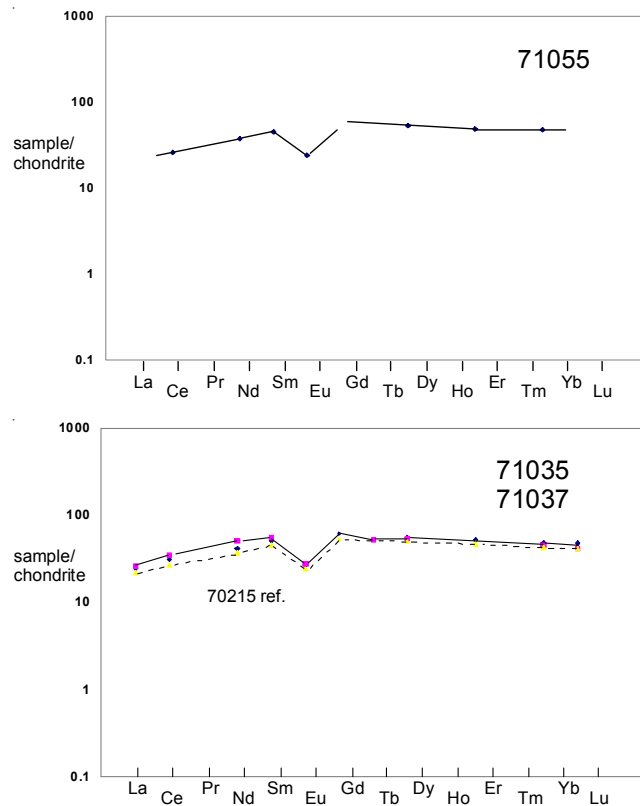 1000
71055
100
sample/
chondrite
10
1
0.1
La Ce Pr Nd Sm Eu Gd Tb Dy Ho Er Tm Yb Lu
1000
71035
71037
100
sample/
chondrite
10
70215 ref.
1
0.1
La Ce Pr Nd Sm Eu Gd Tb Dy Ho Er Tm Yb Lu